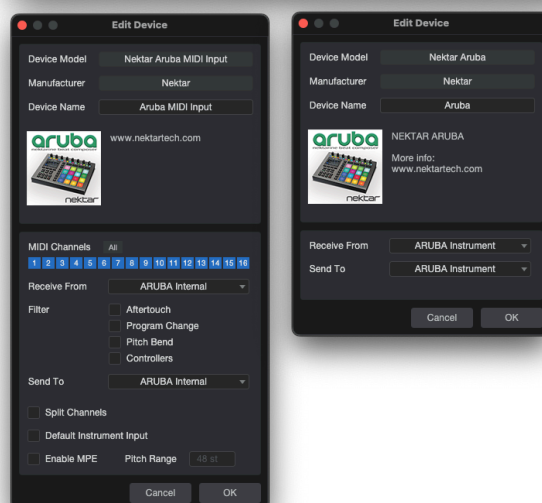 Edit Device
Device Model Nektar Aruba MIDI Input
Manufacturer Nektar
Device Name Aruba MIDI Input
aruba
nektar
www.nektartech.com
MIDI Channels All
1 2 3 4 5 6 7 8 9 10 11 12 13 14 15 16
Receive From ARUBA Internal
Filter Aftertouch
Program Change
Pitch Bend
Controllers
Send To ARUBA Internal
Split Channels
Default Instrument Input
Enable MPE Pitch Range 48 st
Cancel OK
Edit Device
Device Model Nektar Aruba
Manufacturer Nektar
Device Name Aruba
aruba
nektar
NEKTAR ARUBA
More info:
www.nektartech.com
Receive From ARUBA Instrument
Send To ARUBA Instrument
Cancel OK